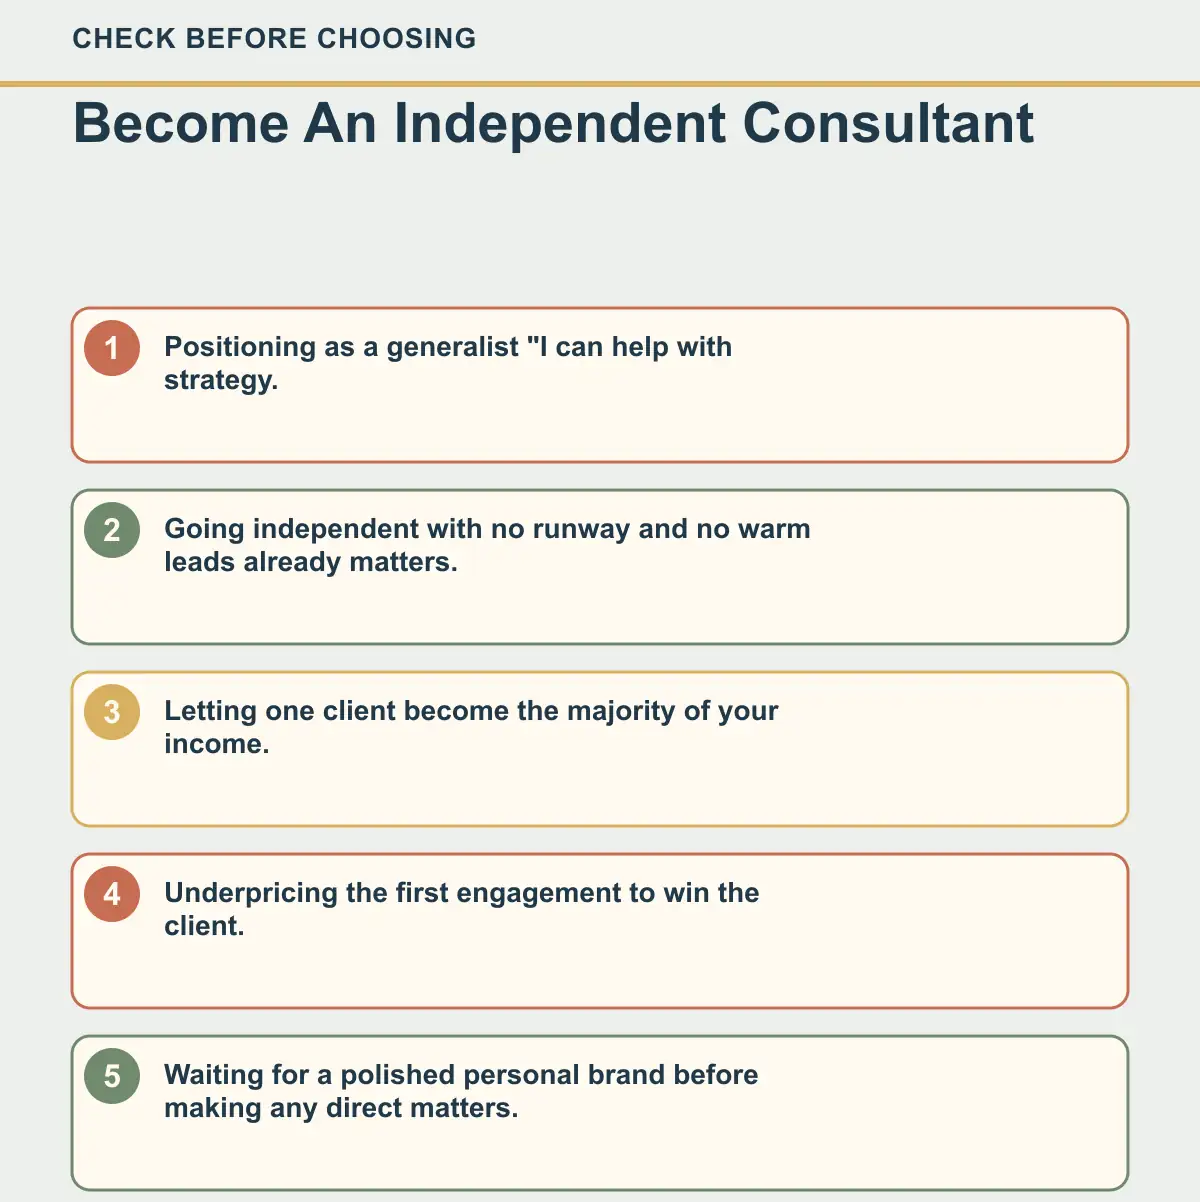 CHECK BEFORE CHOOSING
Become An Independent Consultant
1
Positioning as a generalist "I can help with
strategy.
2
Going independent with no runway and no warm
leads already matters.
3
Letting one client become the majority of your
income.
4
Underpricing the first engagement to win the
client.
5
Waiting for a polished personal brand before
making any direct matters.